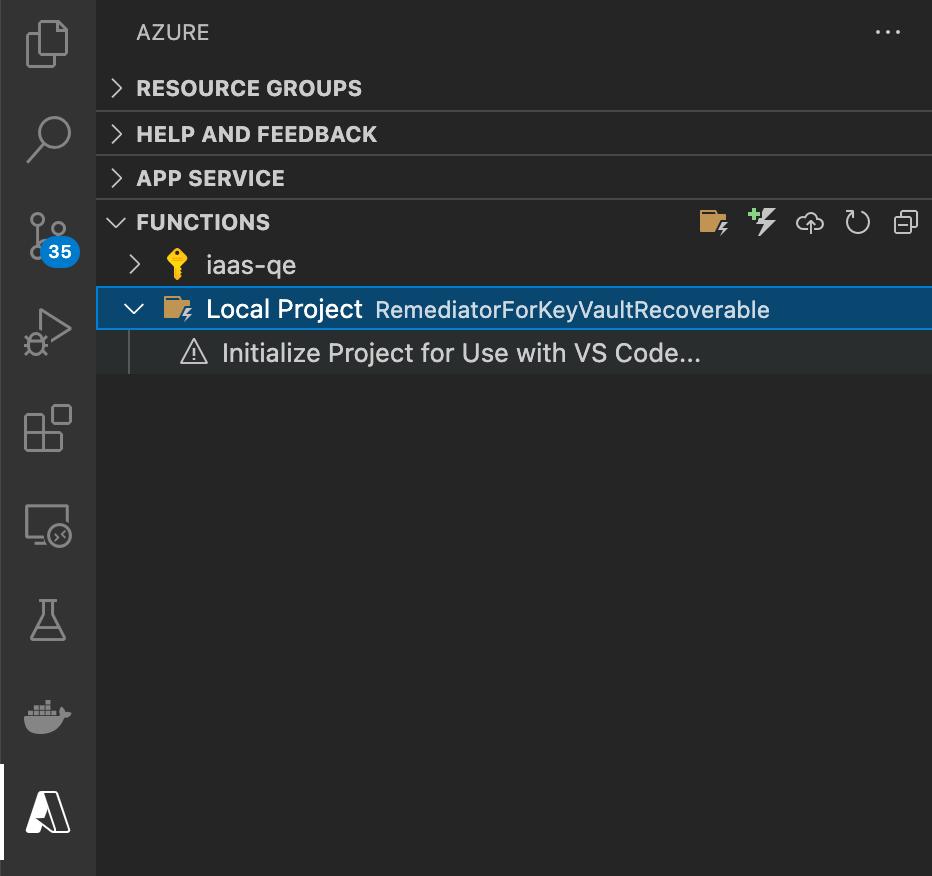 AZURE
RESOURCE GROUPS
HELP AND FEEDBACK
APP SERVICE
35
FUNCTIONS
iaas-qe
Local Project RemediatorForKeyVaultRecoverable
Initialize Project for Use with VS Code...